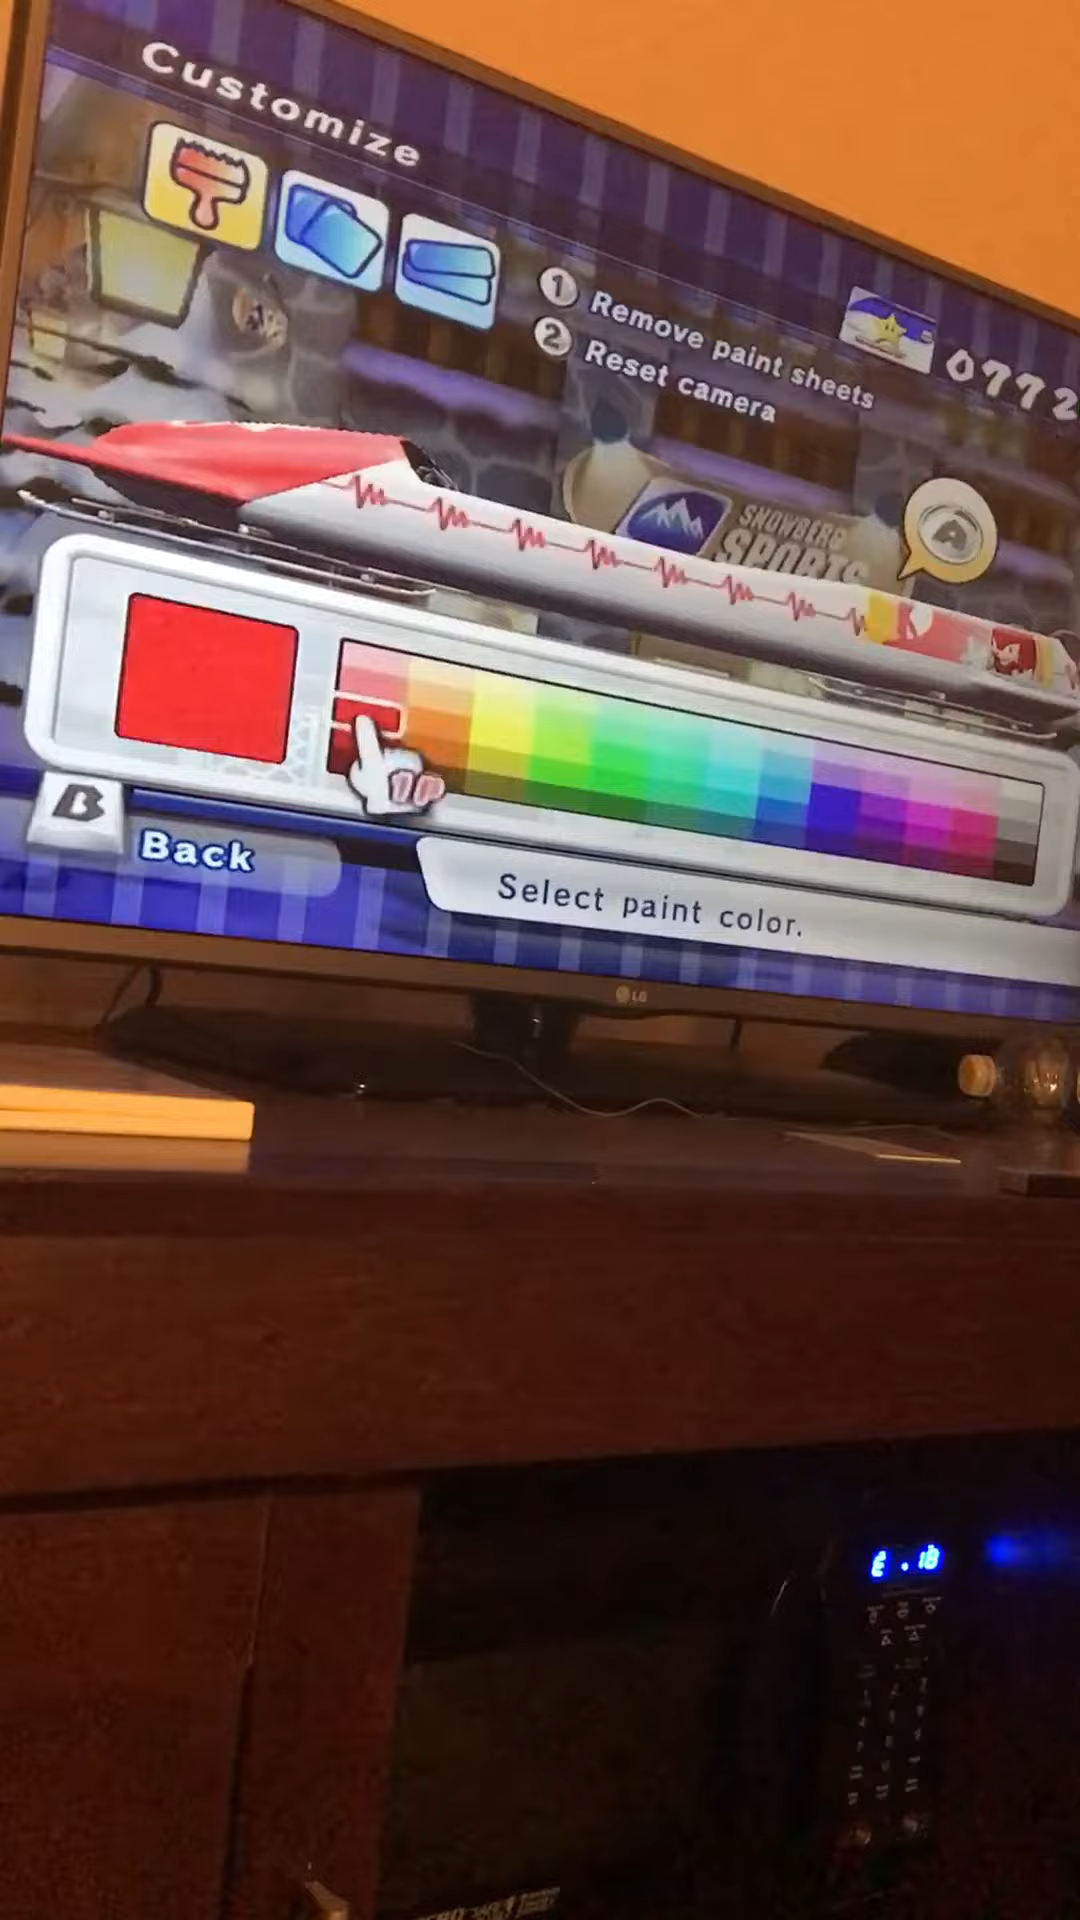 Customize
1 Remove paint sheets
2 Reset camera
0772
A
SNOWBERG
SPORTS
1P
B
Back
Select paint color.
LG